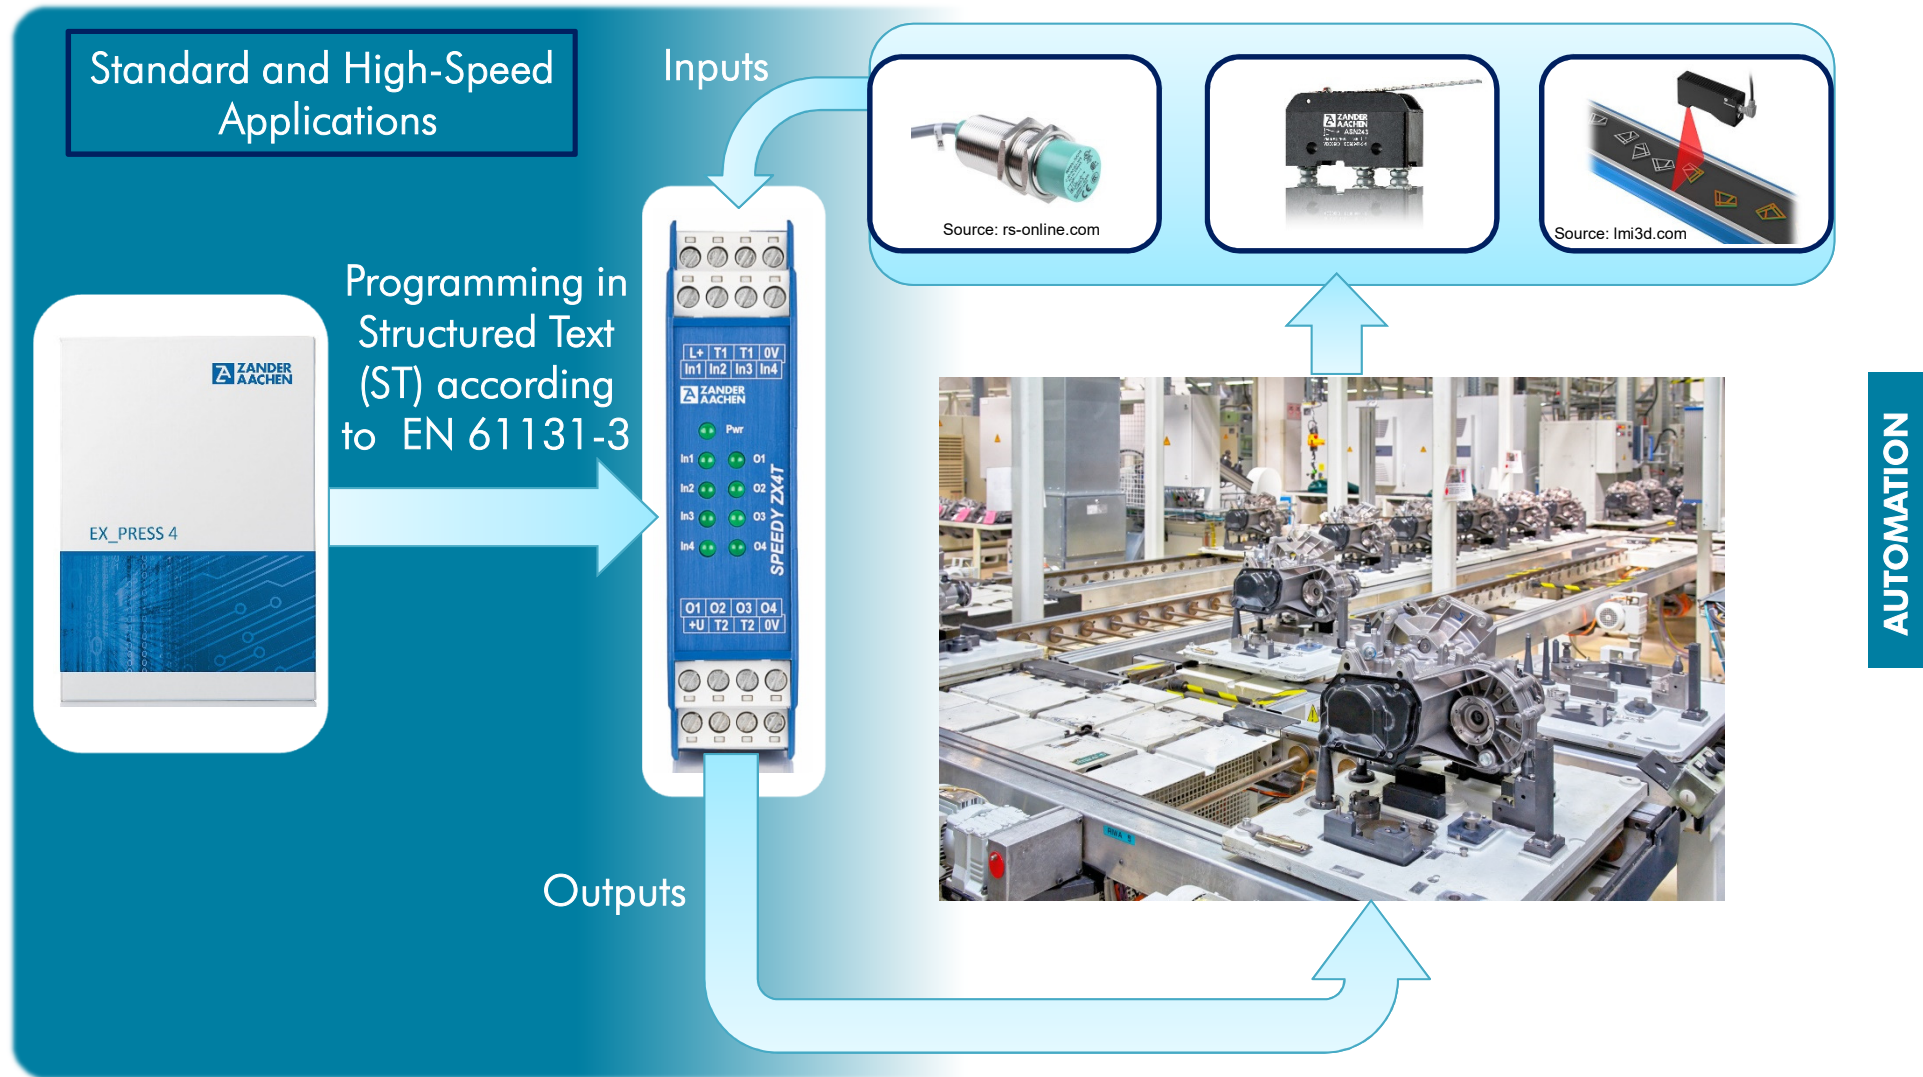 Standard and High-Speed
Applications
Inputs
Source: rs-online.com
ZANDER
AACHEN
Source: lmi3d.com
Programming in
Structured Text
(ST) according
to EN 61131-3
ZANDER
AACHEN
EX_PRESS 4
L+ T1 T1 0V
In1 In2 In3 In4
ZANDER
AACHEN
Pwr
In1 O1
In2 O2
In3 O3
In4 O4
SPEEDY ZX4T
O1 O2 O3 O4
+U T2 T2 0V
Outputs
AUTOMATION